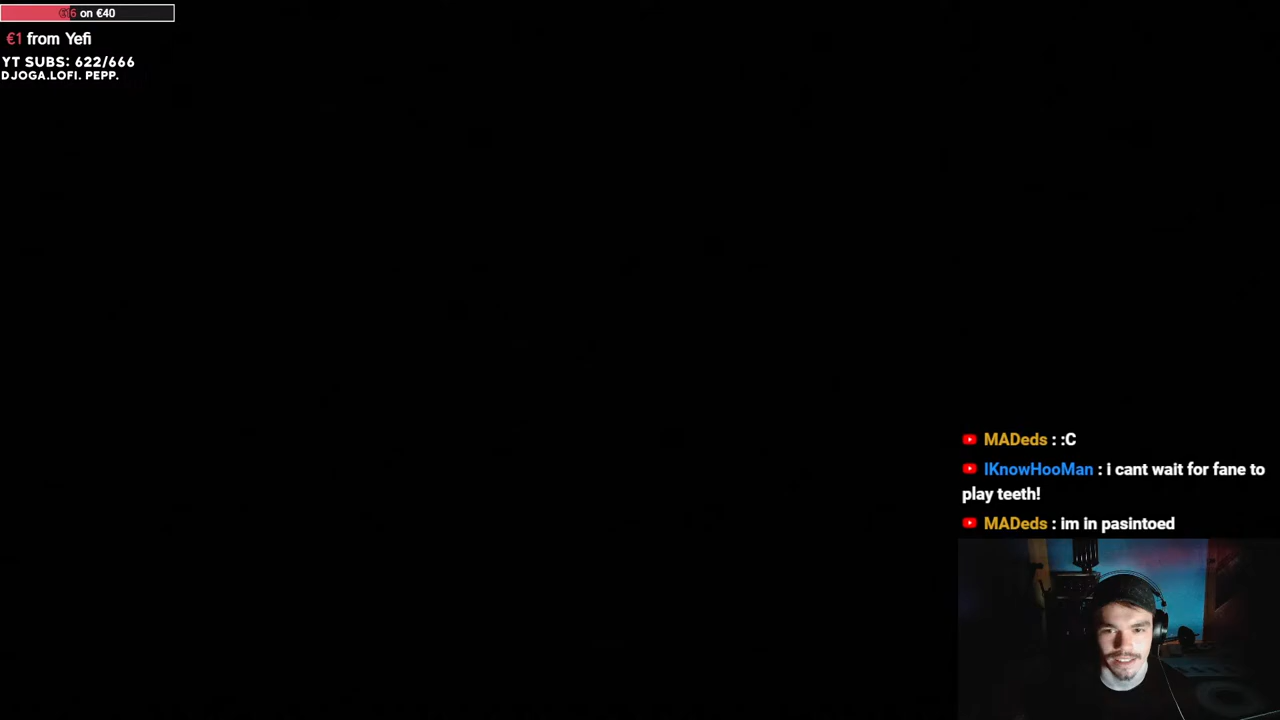 6 on €40
€1 from Yefi
YT SUBS: 622/666
DJOGA.LOFI. PEPP.
MADeds : :C
IKnowHooMan : i cant wait for fane to
play teeth!
MADeds : im in pasintoed